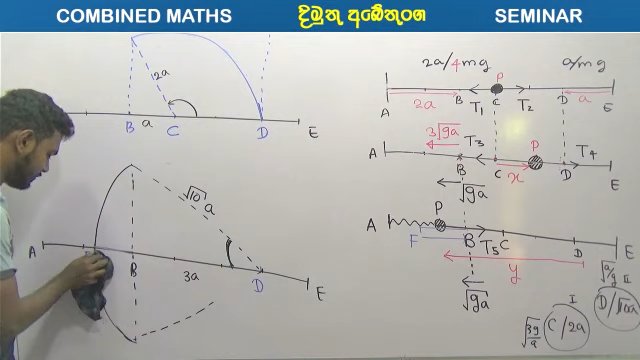 COMBINED MATHS දිමුතු අබේතුංග SEMINAR
2a
B a C D E
√10 a
A B 3a D E
2a/4mg a/mg
P
A 2a B T₁ C T₂ D a E
3√ga T₃ P T₄
A B C x D E
√ga
P
A F B T₅ C D E
y
√ga
I √3g/a C/2a
√a/g II D/√10a